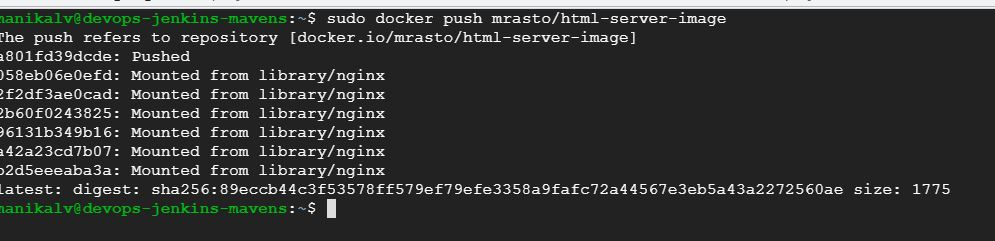 manikalv@devops-jenkins-mavens:~$ sudo docker push mrasto/html-server-image
The push refers to repository [docker.io/mrasto/html-server-image]
a801fd39dcde: Pushed
058eb06e0efd: Mounted from library/nginx
2f2df3ae0cad: Mounted from library/nginx
2b60f0243825: Mounted from library/nginx
96131b349b16: Mounted from library/nginx
a42a23cd7b07: Mounted from library/nginx
b2d5eeeaba3a: Mounted from library/nginx
latest: digest: sha256:89eccb44c3f53578ff579ef79efe3358a9fafc72a44567e3eb5a43a2272560ae size: 1775
manikalv@devops-jenkins-mavens:~$